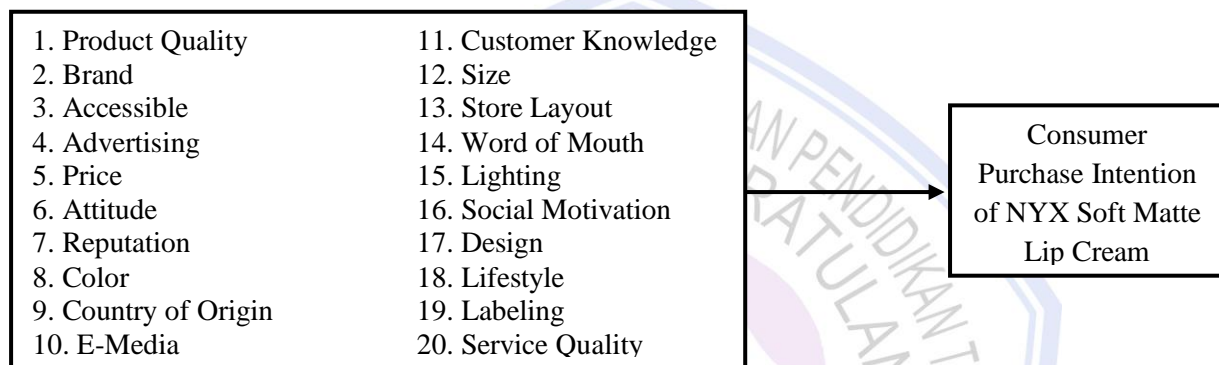 1. Product Quality
2. Brand
3. Accessible
4. Advertising
5. Price
6. Attitude
7. Reputation
8. Color
9. Country of Origin
10. E-Media
11. Customer Knowledge
12. Size
13. Store Layout
14. Word of Mouth
15. Lighting
16. Social Motivation
17. Design
18. Lifestyle
19. Labeling
20. Service Quality
Consumer
Purchase Intention
of NYX Soft Matte
Lip Cream
AN PENDIDIKAN T
RATULAN